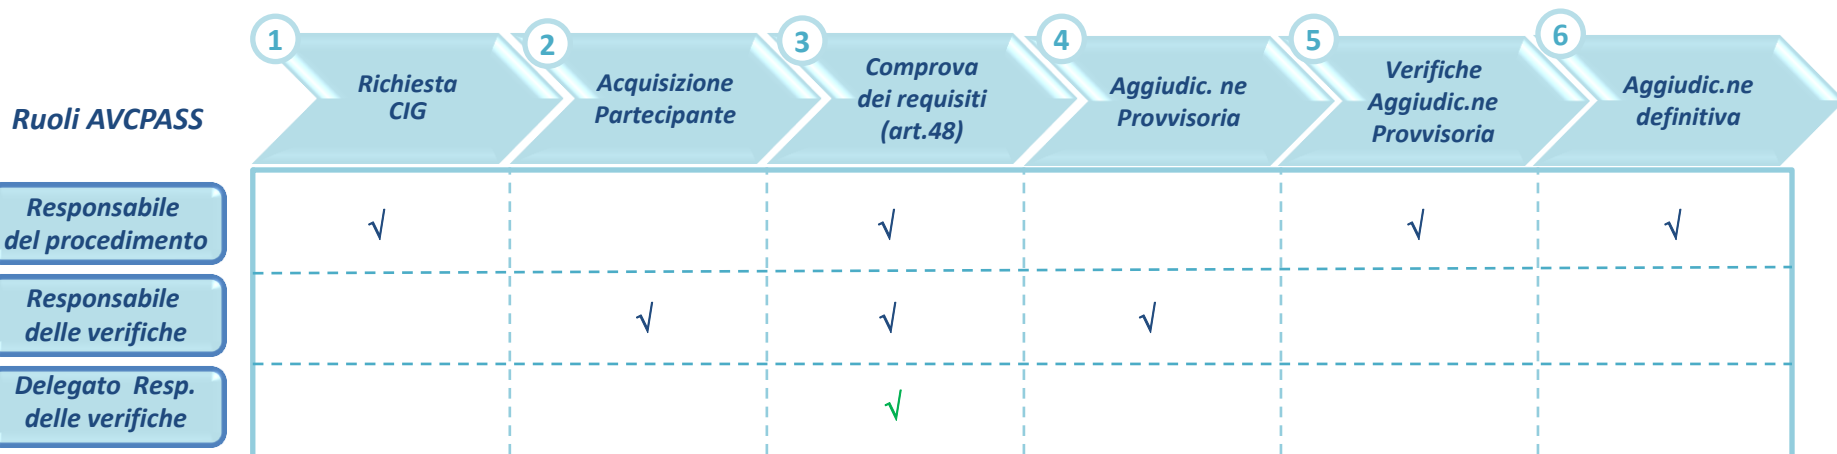 1
2
3
4
5
6
Richiesta
CIG
Acquisizione
Partecipante
Comprova
dei requisiti
(art.48)
Aggiudic. ne
Provvisoria
Verifiche
Aggiudic.ne
Provvisoria
Aggiudic.ne
definitiva
Ruoli AVCPASS
Responsabile
del procedimento
√ √ √ √
Responsabile
delle verifiche
√ √ √
Delegato Resp.
delle verifiche
√